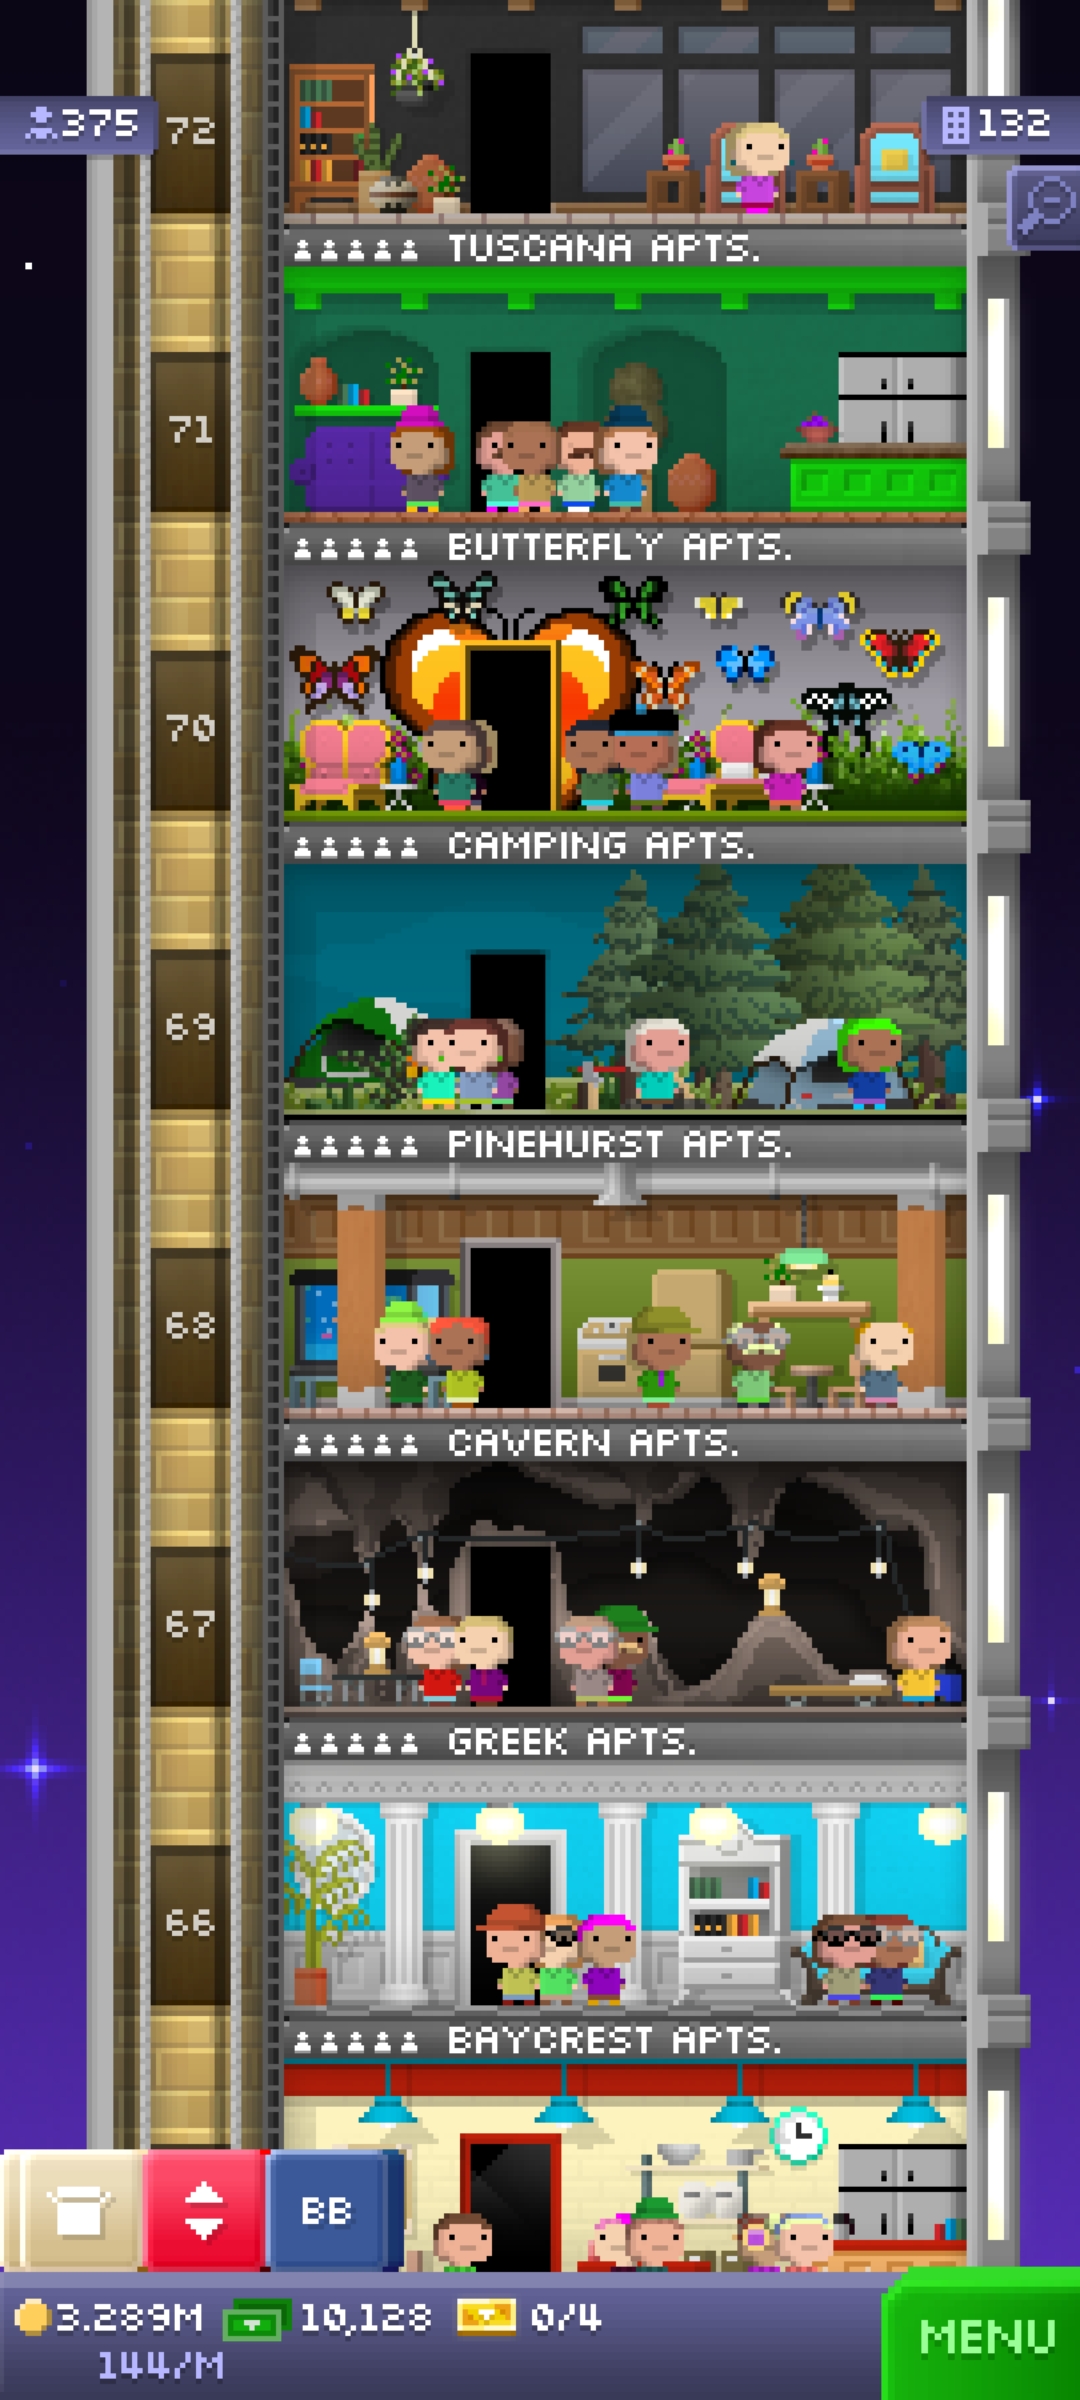 375
72
132
TUSCANA APTS.
71
BUTTERFLY APTS.
70
CAMPING APTS.
69
PINEHURST APTS.
68
CAVERN APTS.
67
GREEK APTS.
66
BAYCREST APTS.
BB
3.289M 10,128 0/4
144/M
MENU